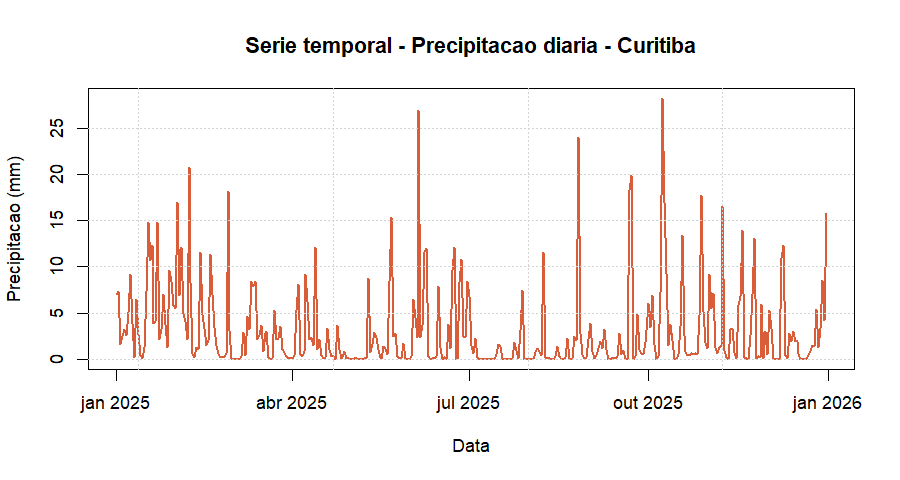 Serie temporal - Precipitacao diaria - Curitiba
Precipitacao (mm)
25
20
15
10
5
0
jan 2025 abr 2025 jul 2025 out 2025 jan 2026
Data